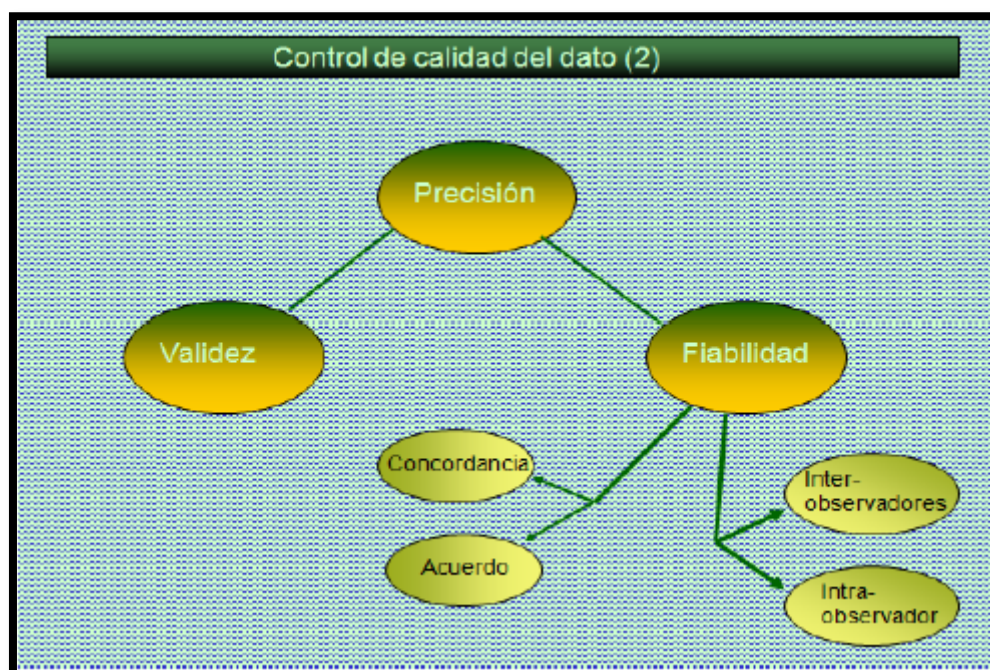 Control de calidad del dato (2)
Precisión
Validez
Fiabilidad
Concordancia
Acuerdo
Inter-
observadores
Intra-
observador